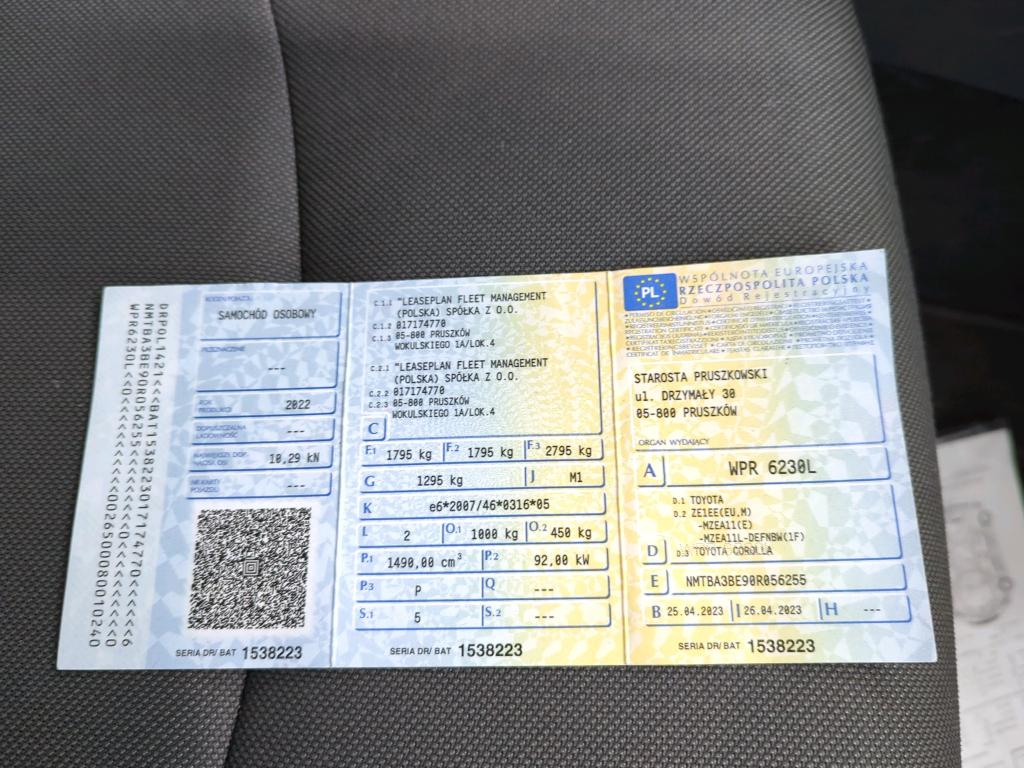 RODZAJ POJAZDU
SAMOCHÓD OSOBOWY
PRZEZNACZENIE
---
ROK PRODUKCJI 2022
DOPUSZCZALNA ŁADOWNOŚĆ ---
NAJWIĘKSZY DOP. NACISK OSI 10,29 kN
NR KARTY POJAZDU ---
SERIA DR/ BAT 1538223
C.1.1 "LEASEPLAN FLEET MANAGEMENT
(POLSKA) SPÓŁKA Z O.O.
C.1.2 017174770
C.1.3 05-800 PRUSZKÓW
WOKULSKIEGO 1A/LOK.4
C.2.1 "LEASEPLAN FLEET MANAGEMENT
(POLSKA) SPÓŁKA Z O.O.
C.2.2 017174770
C.2.3 05-800 PRUSZKÓW
WOKULSKIEGO 1A/LOK.4
C
F.1 1795 kg F.2 1795 kg F.3 2795 kg
G 1295 kg J M1
K e6*2007/46*0316*05
L 2 O.1 1000 kg O.2 450 kg
P.1 1490,00 cm³ P.2 92,00 kW
P.3 P Q ---
S.1 5 S.2 ---
SERIA DR/ BAT 1538223
PL
WSPÓLNOTA EUROPEJSKA
RZECZPOSPOLITA POLSKA
Dowód Rejestracyjny
STAROSTA PRUSZKOWSKI
ul. DRZYMAŁY 30
05-800 PRUSZKÓW
ORGAN WYDAJĄCY
A WPR 6230L
D.1 TOYOTA
D.2 ZE1EE(EU,M)
-MZEA11(E)
-MZEA11L-DEFNBW(1F)
D D.3 TOYOTA COROLLA
E NMTBA3BE90R056255
B 25.04.2023 I 26.04.2023 H ---
SERIA DR/ BAT 1538223